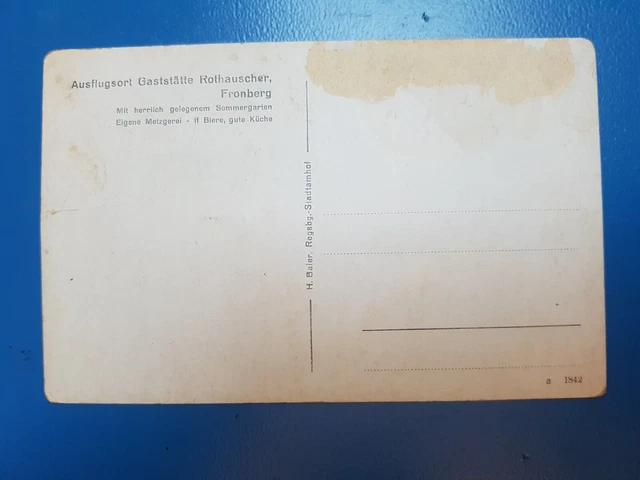 Ausflugsort Gaststätte Rothauscher,
Fronberg
Mit herrlich gelegenem Sommergarten
Eigene Metzgerei - ff Biere, gute Küche
H. Baier, Regsbg.-Stadtamhof
a 1842